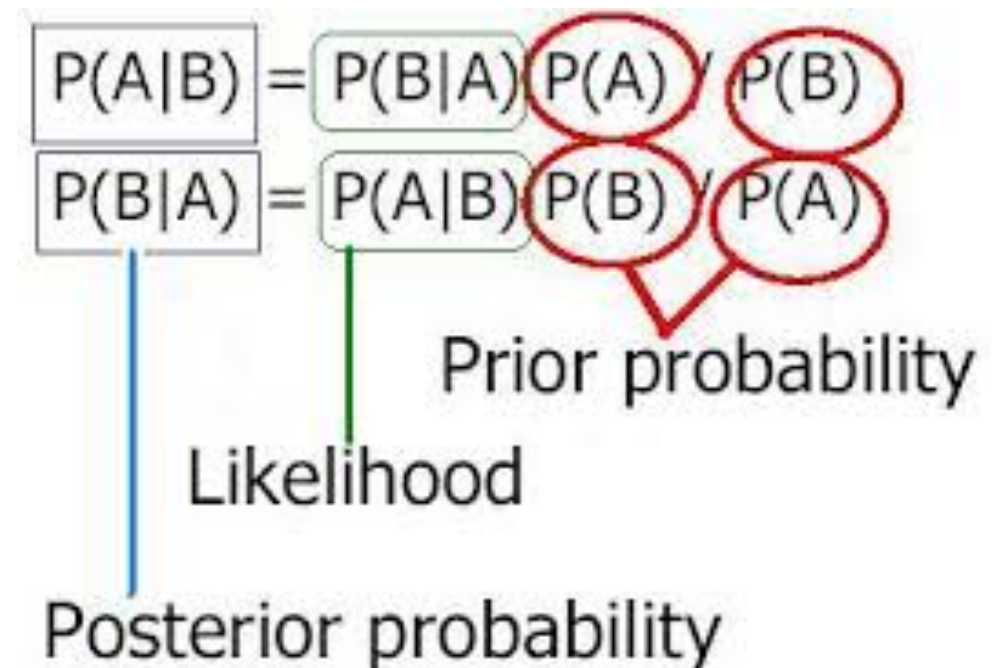 P(A|B) = P(B|A) P(A) / P(B)
P(B|A) = P(A|B) P(B) / P(A)
Prior probability
Likelihood
Posterior probability